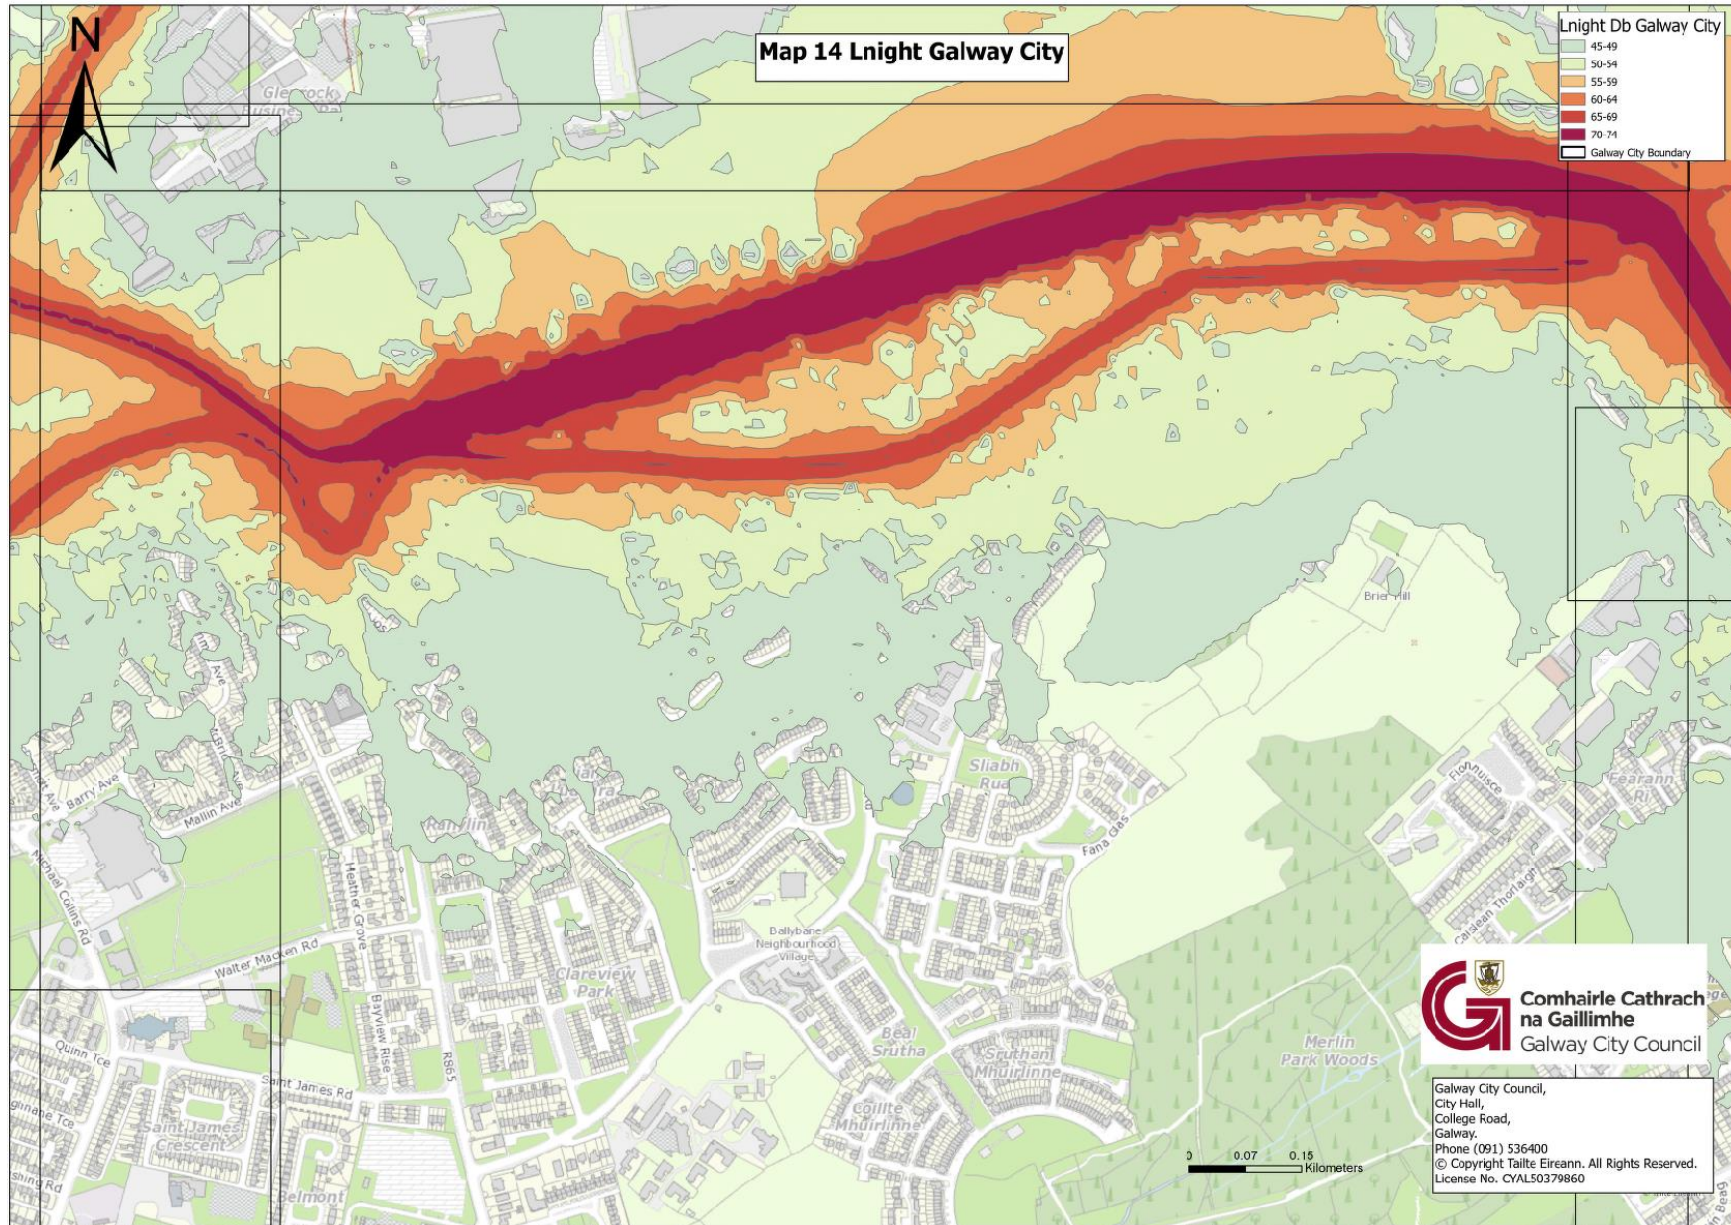 Map 14 Lnight Galway City
N
Lnight Db Galway City
45-49
50-54
55-59
60-64
65-69
70-74
Galway City Boundary
Glenrock
Brier Hill
Barry Ave
Mallin Ave
Michael Collins Rd
Heather Grove
Walter Macken Rd
Bayview Rise
R865
Clareview
Park
Sliabh
Rua
Fana Glas
Ballybane
Neighbourhood
Village
Béal
Srutha
Sruthán
Mhuirlinne
Coillte
Mhuirlinne
Merlin
Park Woods
Fionnuisce
Fearann
Rí
Caislean Thorlaigh
Quinn Tce
Saint James Rd
Saint James
Crescent
Belmont
0 0.07 0.15
Kilometers
Comhairle Cathrach
na Gaillimhe
Galway City Council
Galway City Council,
City Hall,
College Road,
Galway.
Phone (091) 536400
© Copyright Tailte Eireann. All Rights Reserved.
License No. CYAL50379860